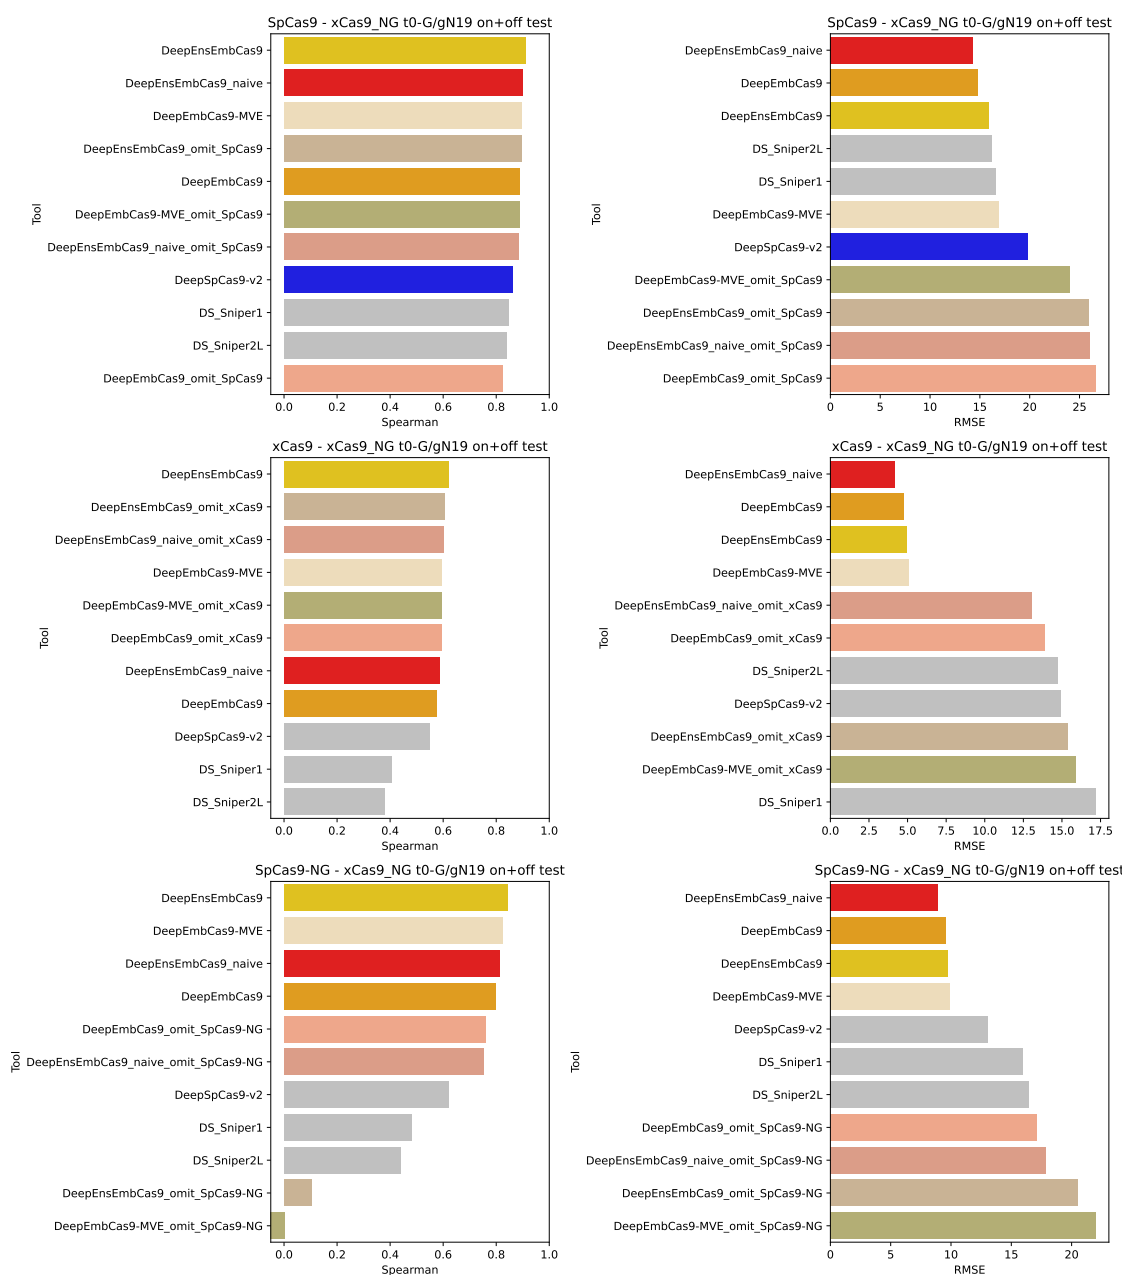 SpCas9 - xCas9_NG t0-G/gN19 on+off test
DeepEnsEmbCas9
DeepEnsEmbCas9_naive
DeepEmbCas9-MVE
DeepEnsEmbCas9_omit_SpCas9
DeepEmbCas9
DeepEmbCas9-MVE_omit_SpCas9
DeepEnsEmbCas9_naive_omit_SpCas9
DeepSpCas9-v2
DS_Sniper1
DS_Sniper2L
DeepEmbCas9_omit_SpCas9
Tool
0.0 0.2 0.4 0.6 0.8 1.0
Spearman
SpCas9 - xCas9_NG t0-G/gN19 on+off test
DeepEnsEmbCas9_naive
DeepEmbCas9
DeepEnsEmbCas9
DS_Sniper2L
DS_Sniper1
DeepEmbCas9-MVE
DeepSpCas9-v2
DeepEmbCas9-MVE_omit_SpCas9
DeepEnsEmbCas9_omit_SpCas9
DeepEnsEmbCas9_naive_omit_SpCas9
DeepEmbCas9_omit_SpCas9
Tool
0 5 10 15 20 25
RMSE
xCas9 - xCas9_NG t0-G/gN19 on+off test
DeepEnsEmbCas9
DeepEnsEmbCas9_omit_xCas9
DeepEnsEmbCas9_naive_omit_xCas9
DeepEmbCas9-MVE
DeepEmbCas9-MVE_omit_xCas9
DeepEmbCas9_omit_xCas9
DeepEnsEmbCas9_naive
DeepEmbCas9
DeepSpCas9-v2
DS_Sniper1
DS_Sniper2L
Tool
0.0 0.2 0.4 0.6 0.8 1.0
Spearman
xCas9 - xCas9_NG t0-G/gN19 on+off test
DeepEnsEmbCas9_naive
DeepEmbCas9
DeepEnsEmbCas9
DeepEmbCas9-MVE
DeepEnsEmbCas9_naive_omit_xCas9
DeepEmbCas9_omit_xCas9
DS_Sniper2L
DeepSpCas9-v2
DeepEnsEmbCas9_omit_xCas9
DeepEmbCas9-MVE_omit_xCas9
DS_Sniper1
Tool
0.0 2.5 5.0 7.5 10.0 12.5 15.0 17.5
RMSE
SpCas9-NG - xCas9_NG t0-G/gN19 on+off test
DeepEnsEmbCas9
DeepEmbCas9-MVE
DeepEnsEmbCas9_naive
DeepEmbCas9
DeepEmbCas9_omit_SpCas9-NG
DeepEnsEmbCas9_naive_omit_SpCas9-NG
DeepSpCas9-v2
DS_Sniper1
DS_Sniper2L
DeepEnsEmbCas9_omit_SpCas9-NG
DeepEmbCas9-MVE_omit_SpCas9-NG
Tool
0.0 0.2 0.4 0.6 0.8 1.0
Spearman
SpCas9-NG - xCas9_NG t0-G/gN19 on+off test
DeepEnsEmbCas9_naive
DeepEmbCas9
DeepEnsEmbCas9
DeepEmbCas9-MVE
DeepSpCas9-v2
DS_Sniper1
DS_Sniper2L
DeepEmbCas9_omit_SpCas9-NG
DeepEnsEmbCas9_naive_omit_SpCas9-NG
DeepEnsEmbCas9_omit_SpCas9-NG
DeepEmbCas9-MVE_omit_SpCas9-NG
Tool
0 5 10 15 20
RMSE